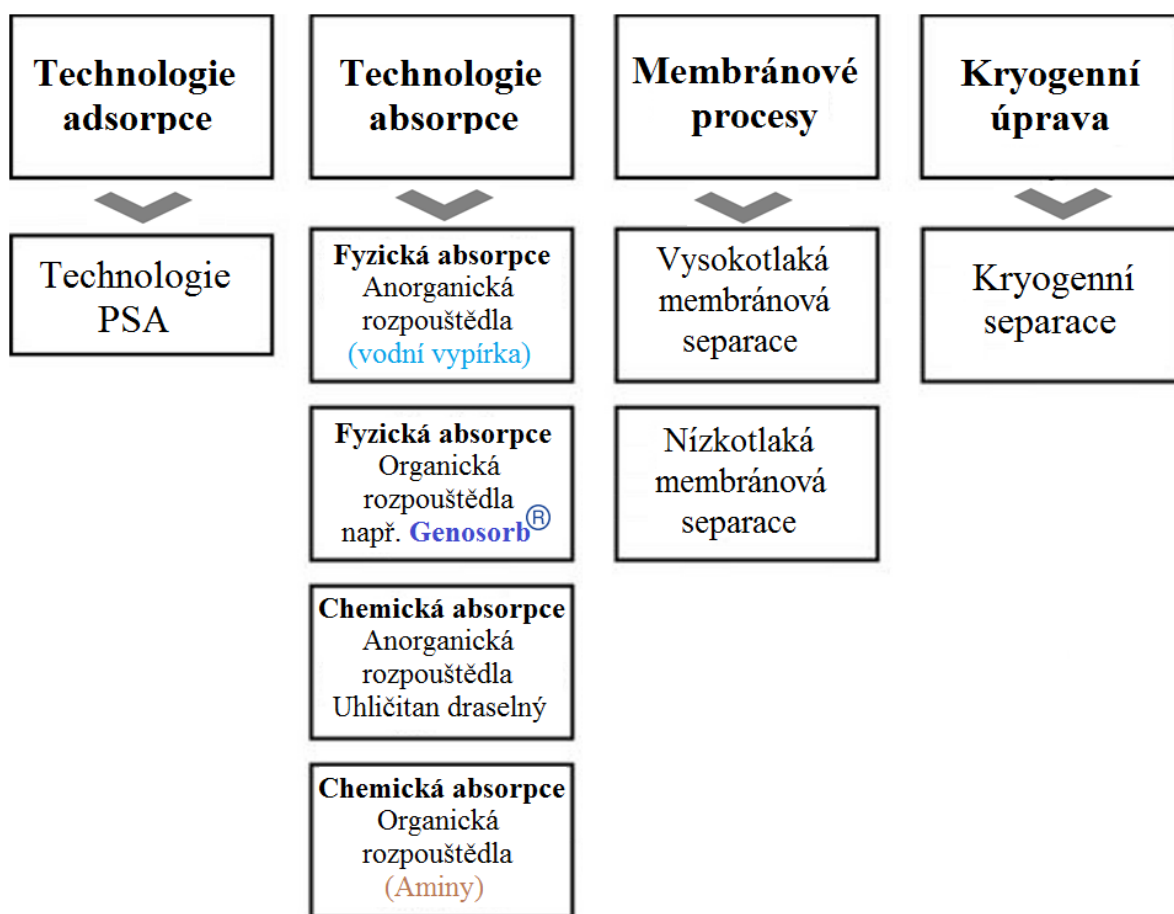 Technologie
adsorpce
Technologie
PSA
Technologie
absorpce
Fyzická absorpce
Anorganická
rozpouštědla
(vodní vypírka)
Fyzická absorpce
Organická
rozpouštědla
např. Genosorb®
Chemická absorpce
Anorganická
rozpouštědla
Uhličitan draselný
Chemická absorpce
Organická
rozpouštědla
(Aminy)
Membránové
procesy
Vysokotlaká
membránová
separace
Nízkotlaká
membránová
separace
Kryogenní
úprava
Kryogenní
separace